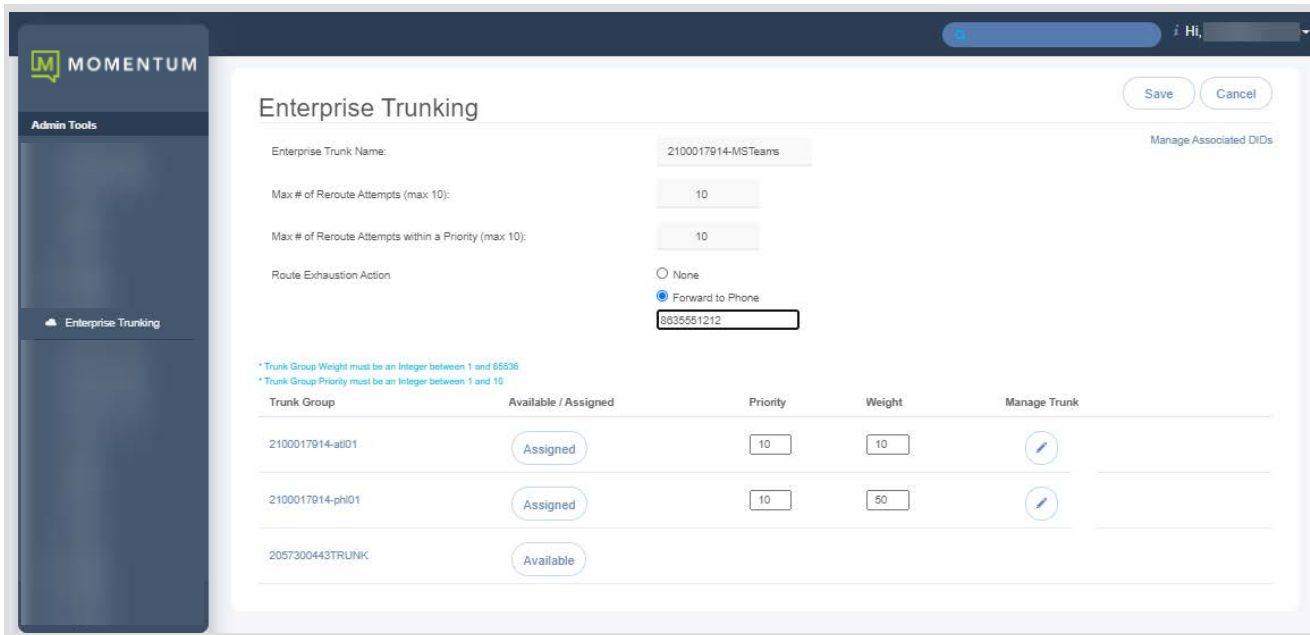 i Hi,
M MOMENTUM
Admin Tools
Enterprise Trunking
Enterprise Trunking
Save Cancel
Manage Associated DIDs
Enterprise Trunk Name: 2100017914-MSTeams
Max # of Reroute Attempts (max 10): 10
Max # of Reroute Attempts within a Priority (max 10): 10
Route Exhaustion Action None
Forward to Phone
8635551212
* Trunk Group Weight must be an Integer between 1 and 65536
* Trunk Group Priority must be an Integer between 1 and 10
Trunk Group Available / Assigned Priority Weight Manage Trunk
2100017914-atl01 Assigned 10 10
2100017914-phl01 Assigned 10 50
2057300443TRUNK Available